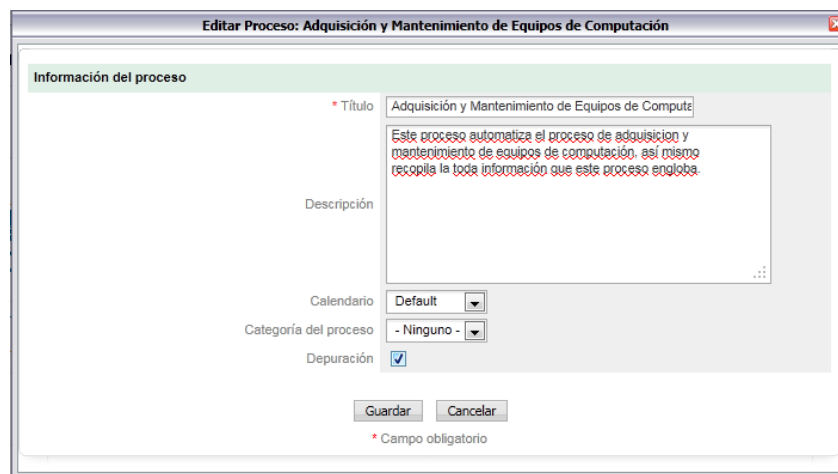 Editar Proceso: Adquisición y Mantenimiento de Equipos de Computación
Información del proceso
* Título
Adquisición y Mantenimiento de Equipos de Computa
Descripción
Este proceso automatiza el proceso de adquisicion y
mantenimiento de equipos de computación, así mismo
recopila la toda información que este proceso engloba.
Calendario
Default
Categoría del proceso
- Ninguno -
Depuración
Guardar
Cancelar
* Campo obligatorio